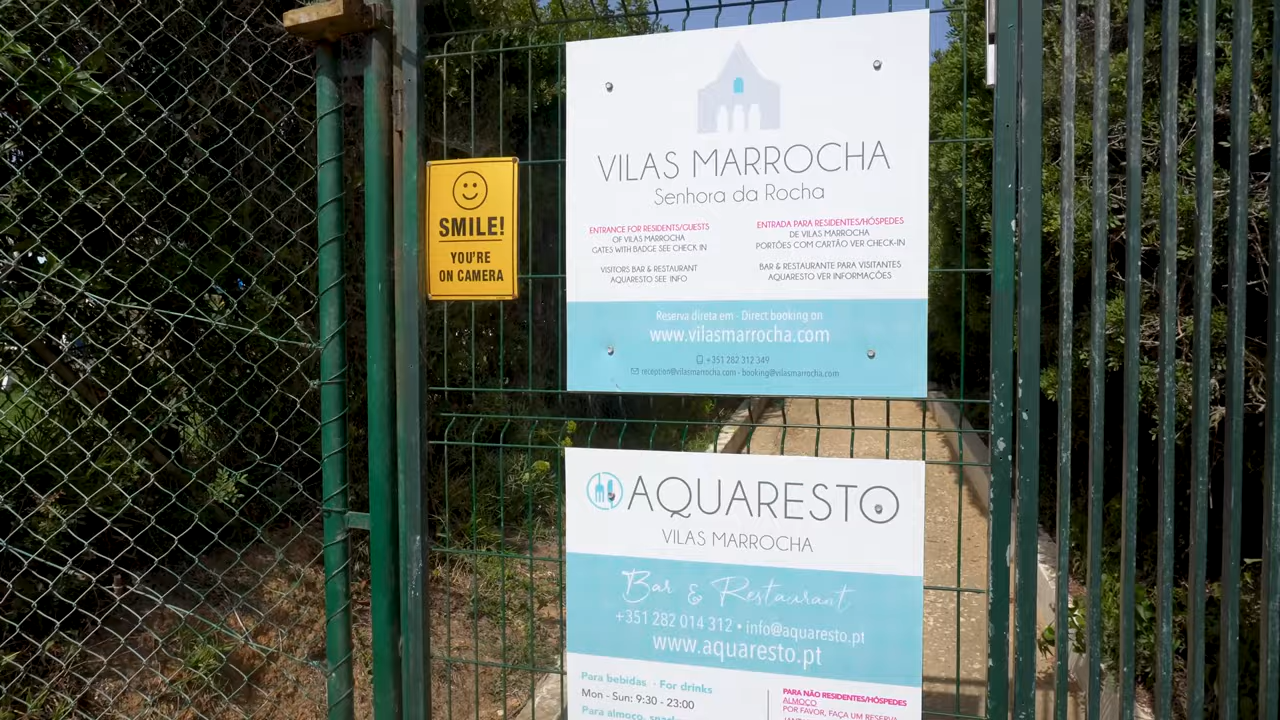 SMILE!
YOU'RE
ON CAMERA
VILAS MARROCHA
Senhora da Rocha
ENTRANCE FOR RESIDENTS/GUESTS
OF VILAS MARROCHA
GATES WITH BADGE SEE CHECK IN
VISITORS BAR & RESTAURANT
AQUARESTO SEE INFO
ENTRADA PARA RESIDENTES/HÓSPEDES
DE VILAS MARROCHA
PORTÕES COM CARTÃO VER CHECK-IN
BAR & RESTAURANTE PARA VISITANTES
AQUARESTO VER INFORMAÇÕES
Reserva direta em - Direct booking on
www.vilasmarrocha.com
+351 282 312 349
reception@vilasmarrocha.com - booking@vilasmarrocha.com
AQUARESTO
VILAS MARROCHA
Bar & Restaurant
+351 282 014 312 • info@aquaresto.pt
www.aquaresto.pt
Para bebidas - For drinks
Mon - Sun: 9:30 - 23:00
Para almoço,
PARA NÃO RESIDENTES/HÓSPEDES
ALMOÇO
POR FAVOR, FAÇA UM RESERVA